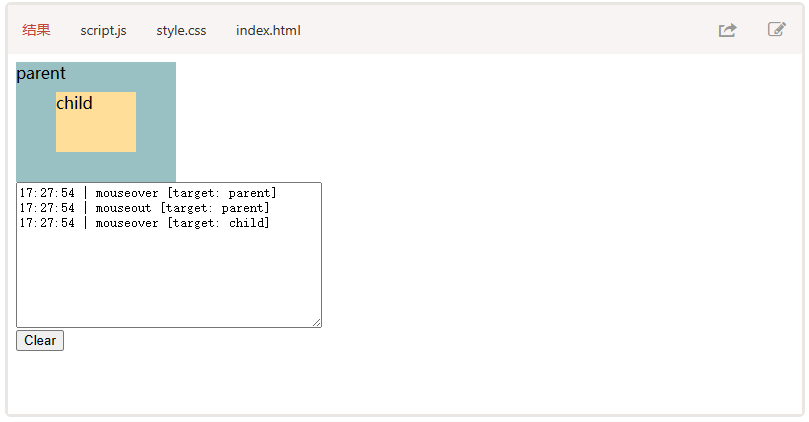 结果 script.js style.css index.html
parent
child
17:27:54 | mouseover [target: parent]
17:27:54 | mouseout [target: parent]
17:27:54 | mouseover [target: child]
Clear